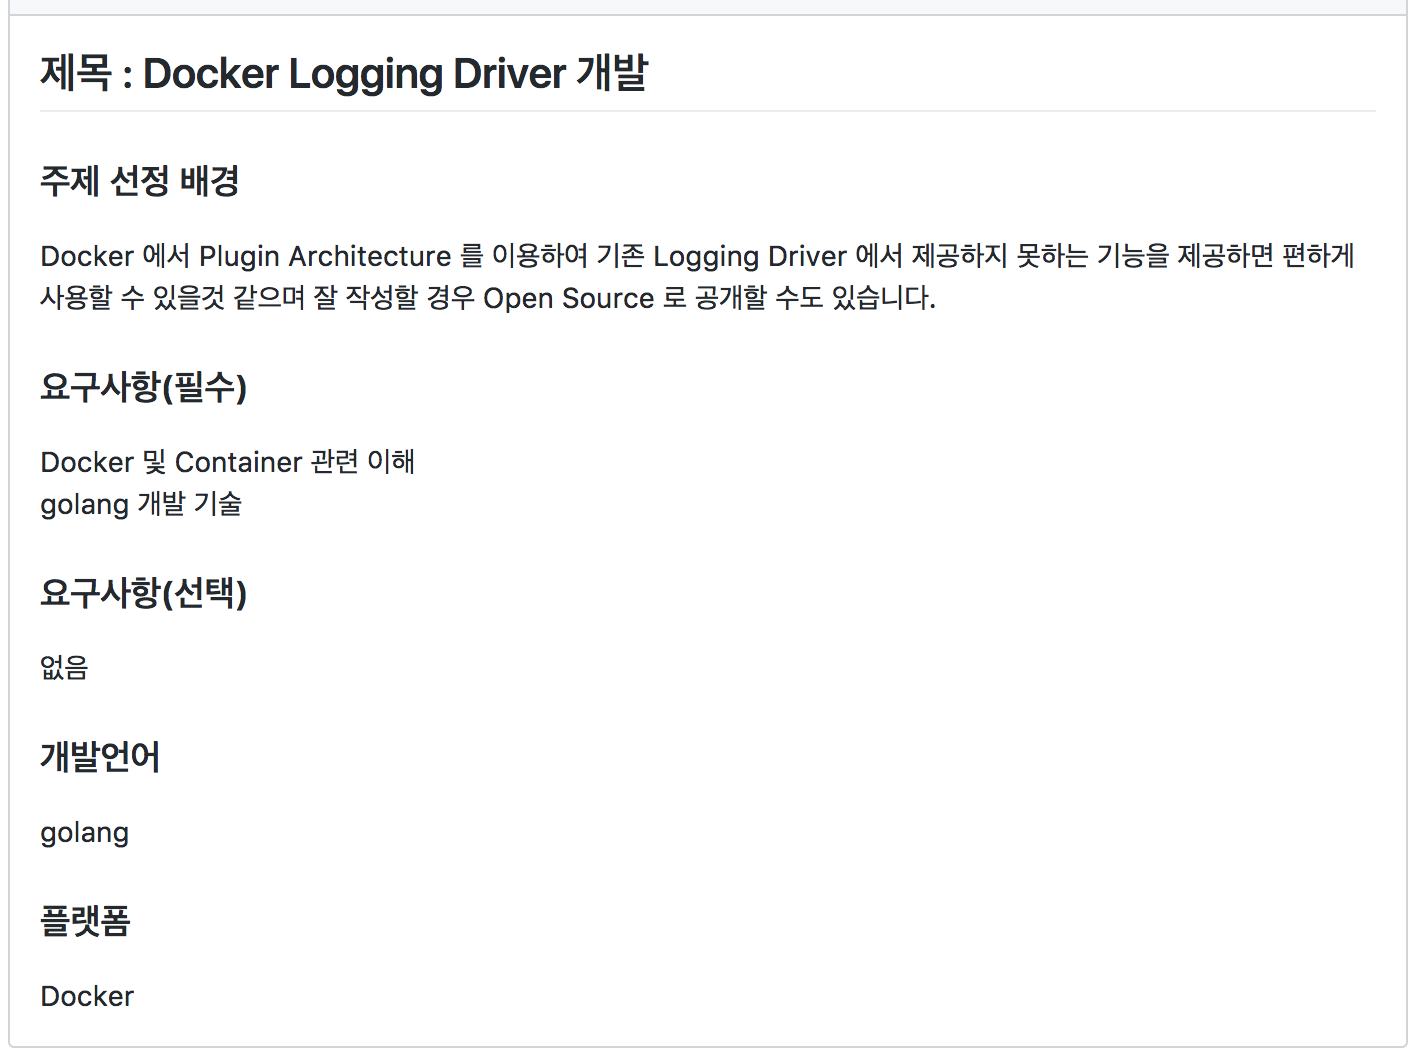 제목 : Docker Logging Driver 개발
주제 선정 배경
Docker 에서 Plugin Architecture 를 이용하여 기존 Logging Driver 에서 제공하지 못하는 기능을 제공하면 편하게
사용할 수 있을것 같으며 잘 작성할 경우 Open Source 로 공개할 수도 있습니다.
요구사항(필수)
Docker 및 Container 관련 이해
golang 개발 기술
요구사항(선택)
없음
개발언어
golang
플랫폼
Docker